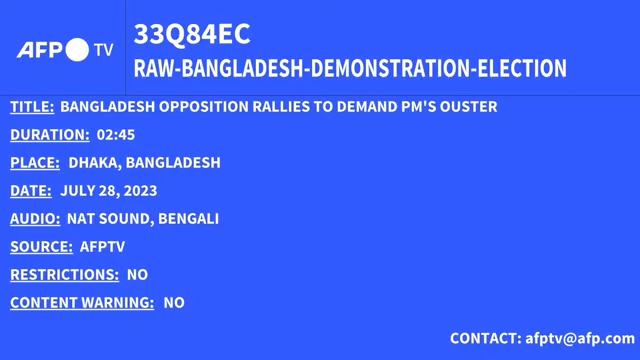 AFP TV
33Q84EC
RAW-BANGLADESH-DEMONSTRATION-ELECTION
TITLE: BANGLADESH OPPOSITION RALLIES TO DEMAND PM'S OUSTER
DURATION: 02:45
PLACE: DHAKA, BANGLADESH
DATE: JULY 28, 2023
AUDIO: NAT SOUND, BENGALI
SOURCE: AFPTV
RESTRICTIONS: NO
CONTENT WARNING: NO
CONTACT: afptv@afp.com